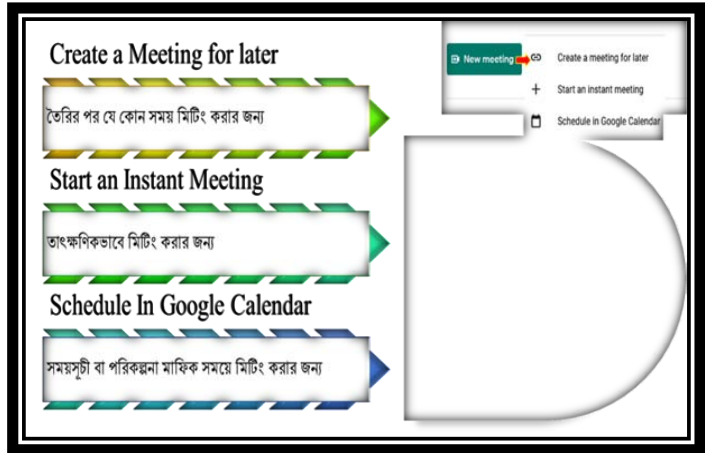 Create a Meeting for later
তৈরির পর যে কোন সময় মিটিং করার জন্য
Start an Instant Meeting
তাৎক্ষণিকভাবে মিটিং করার জন্য
Schedule In Google Calendar
সময়সূচী বা পরিকল্পনা মাফিক সময়ে মিটিং করার জন্য
New meeting
Create a meeting for later
Start an instant meeting
Schedule in Google Calendar